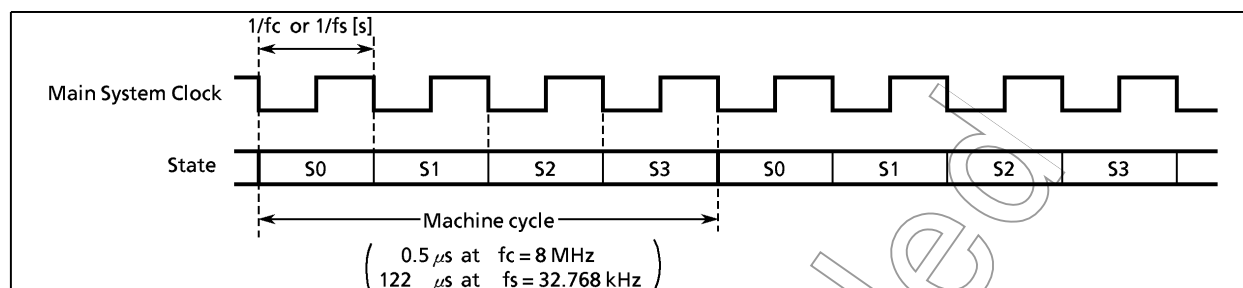 1/fc or 1/fs [s]
Main System Clock
State S0 S1 S2 S3 S0 S1 S2 S3
Machine cycle
0.5 μs at fc = 8 MHz
122 μs at fs = 32.768 kHz